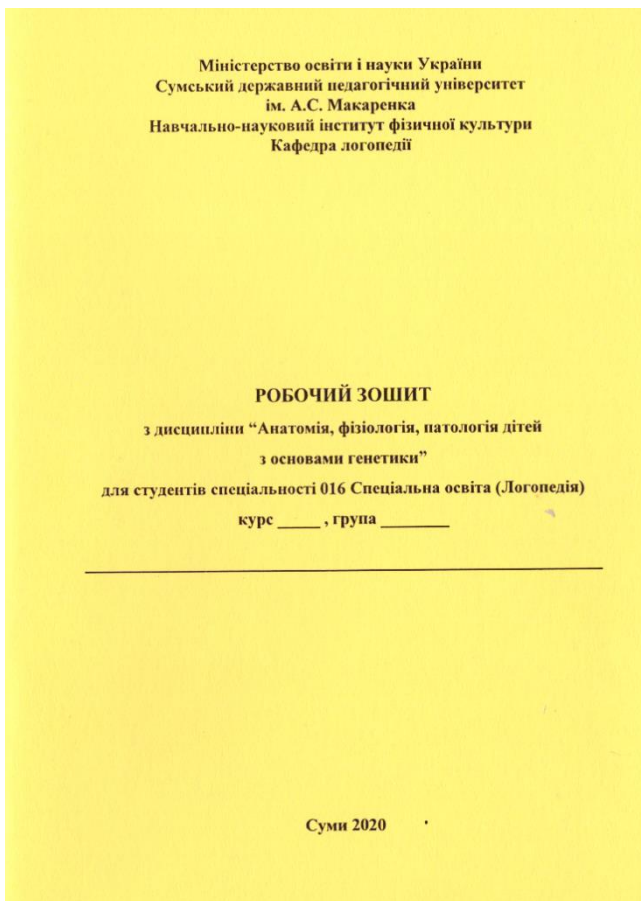 Міністерство освіти і науки України
Сумський державний педагогічний університет
ім. А.С. Макаренка
Навчально-науковий інститут фізичної культури
Кафедра логопедії
РОБОЧИЙ ЗОШИТ
з дисципліни “Анатомія, фізіологія, патологія дітей
з основами генетики”
для студентів спеціальності 016 Спеціальна освіта (Логопедія)
курс _____ , група ________
Суми 2020